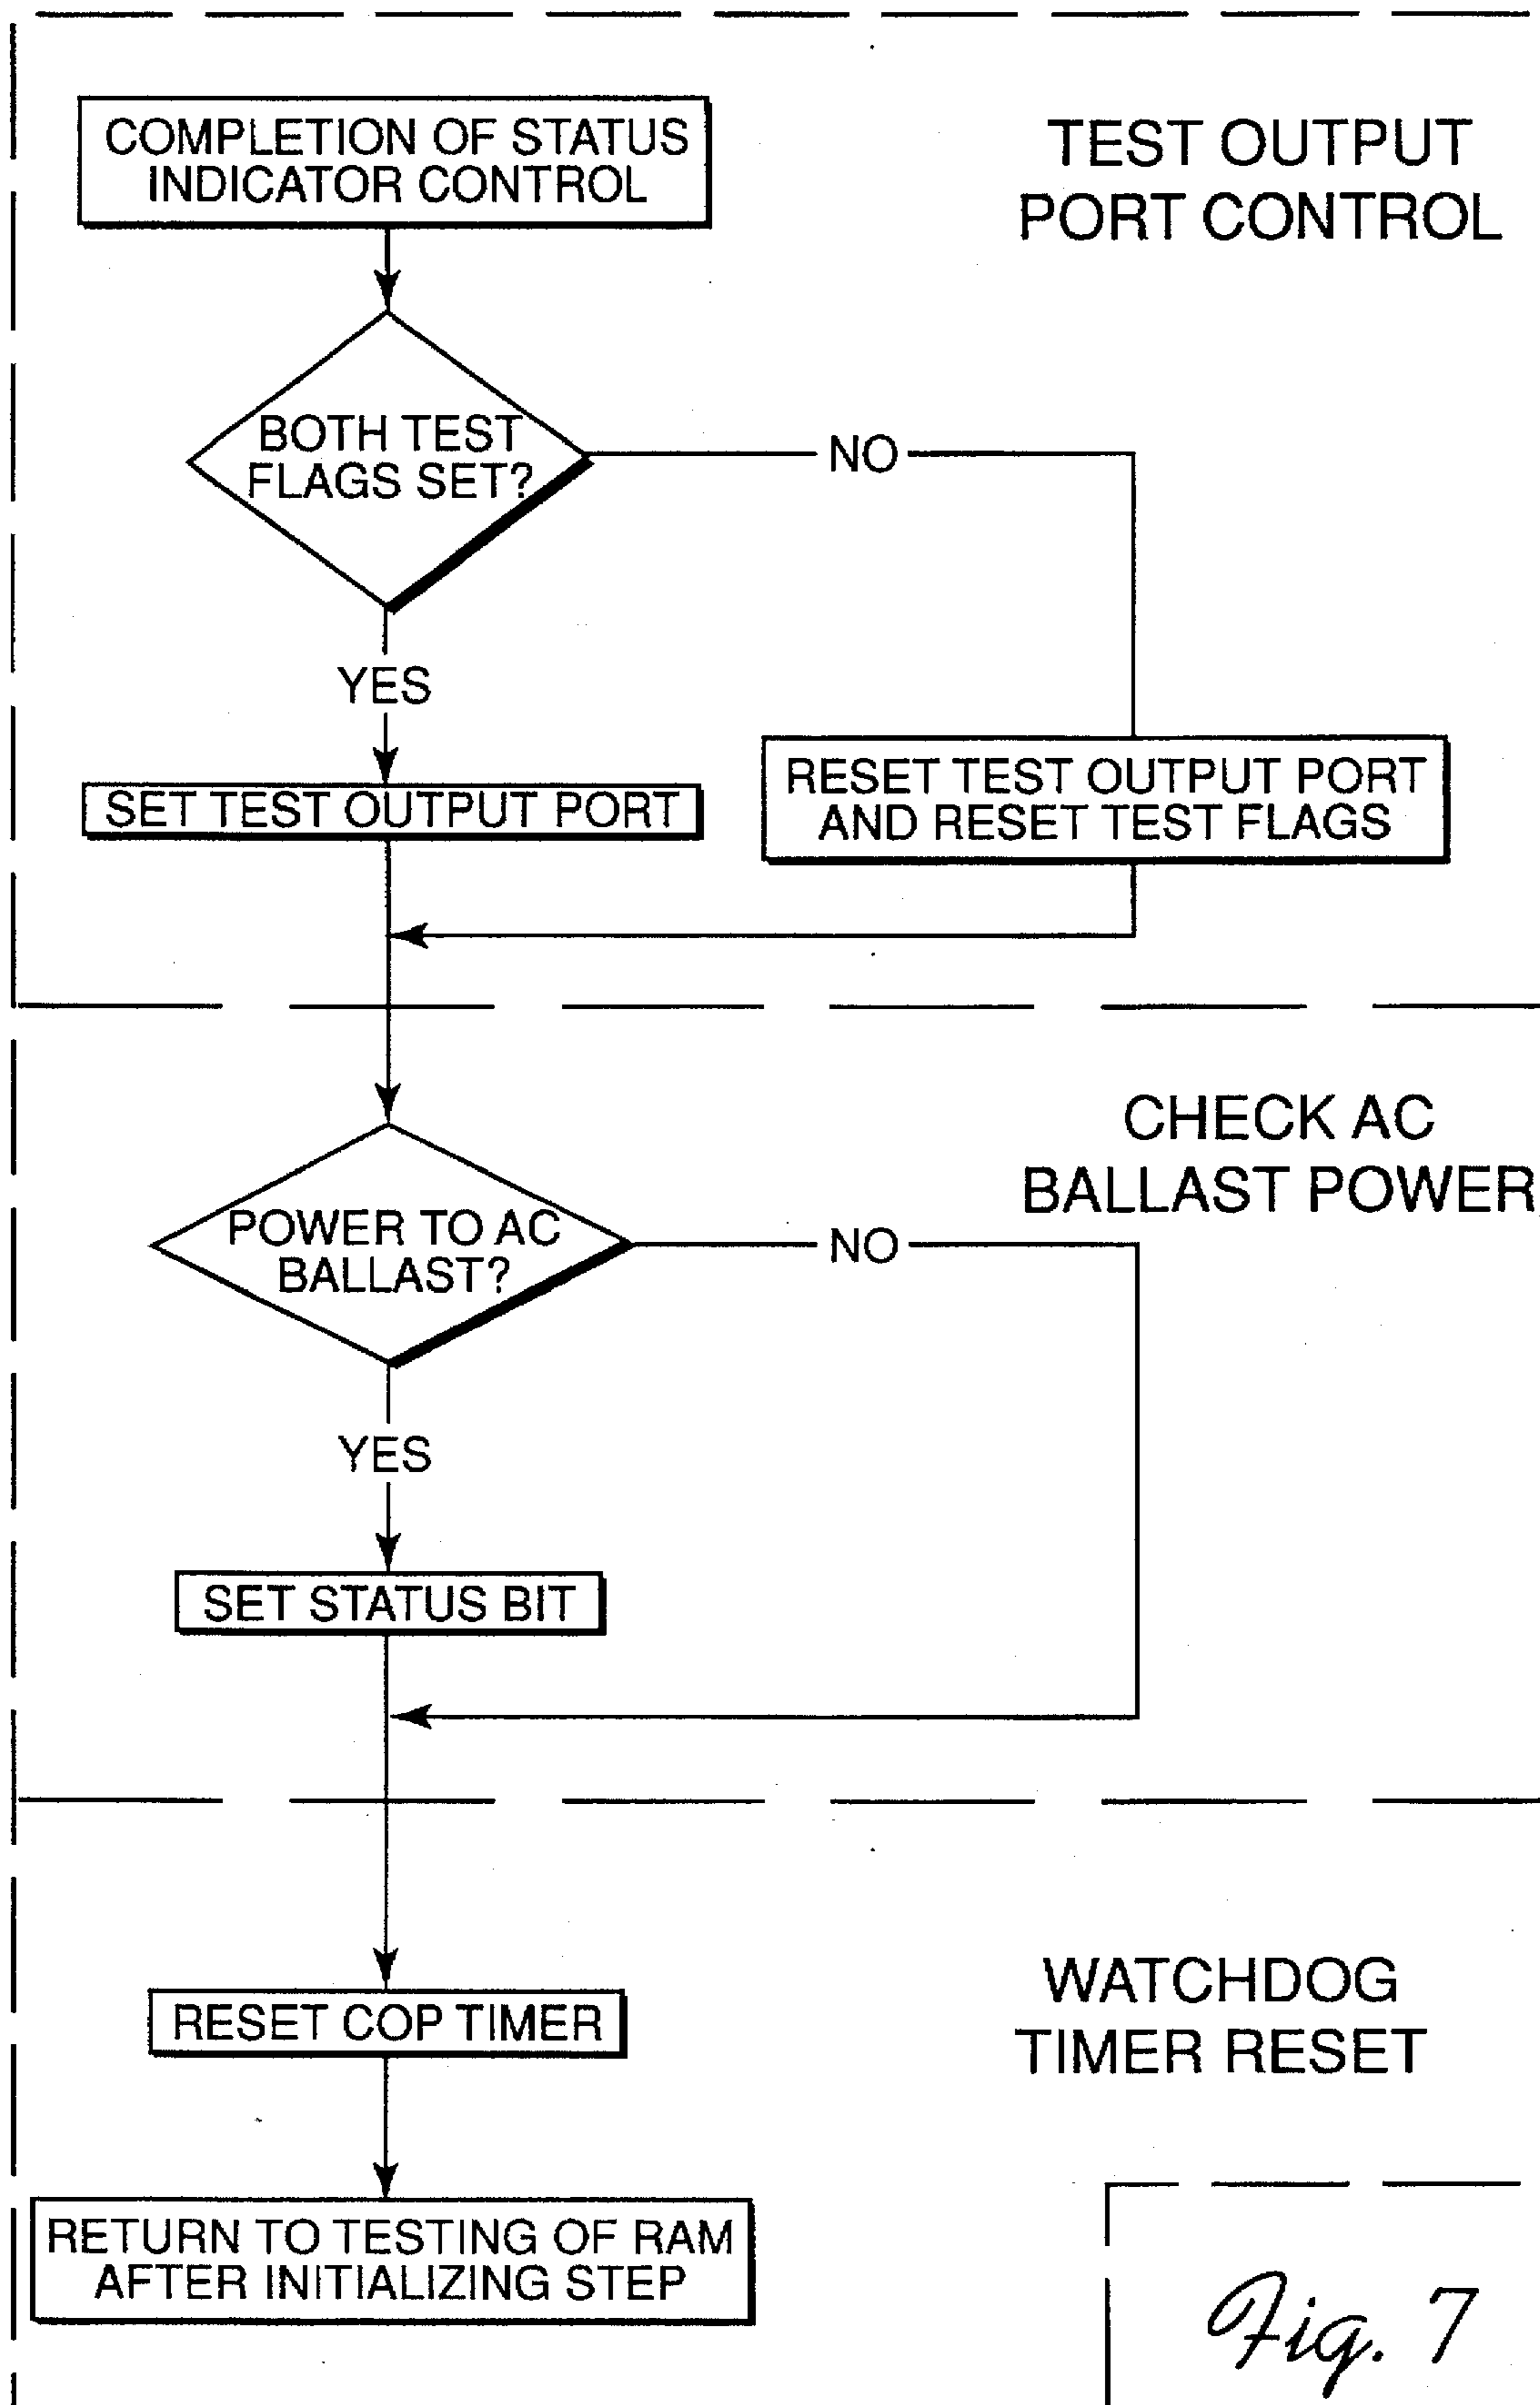 COMPLETION OF STATUS
INDICATOR CONTROL
TEST OUTPUT
PORT CONTROL
BOTH TEST
FLAGS SET?
NO
YES
SET TEST OUTPUT PORT
RESET TEST OUTPUT PORT
AND RESET TEST FLAGS
CHECK AC
BALLAST POWER
POWER TO AC
BALLAST?
NO
YES
SET STATUS BIT
WATCHDOG
TIMER RESET
RESET COP TIMER
RETURN TO TESTING OF RAM
AFTER INITIALIZING STEP
Fig. 7